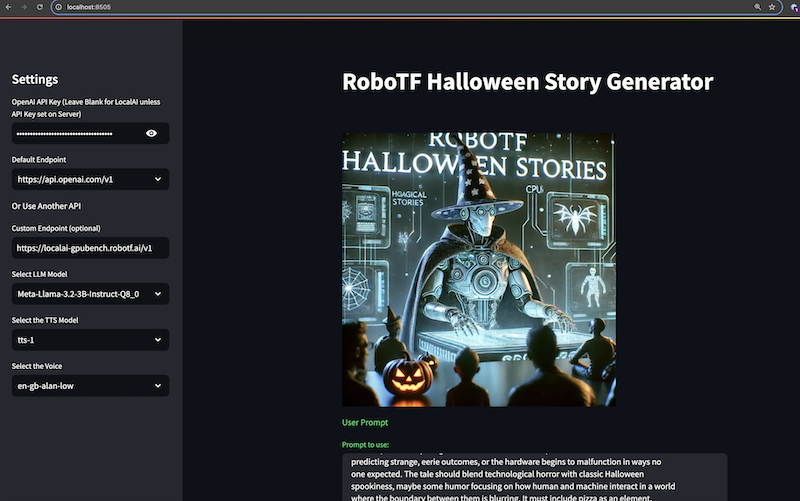 localhost:8505
Settings
OpenAI API Key (Leave Blank for LocalAI unless
API Key set on Server)
Default Endpoint
https://api.openai.com/v1
Or Use Another API
Custom Endpoint (optional)
https://localai-gpubench.robotf.ai/v1
Select LLM Model
Meta-Llama-3.2-3B-Instruct-Q8_0
Select the TTS Model
tts-1
Select the Voice
en-gb-alan-low
RoboTF Halloween Story Generator
ROBOTF
HALLOWEEN STORIES
HOAGICAL
STORIES
CPU
User Prompt
Prompt to use:
predicting strange, eerie outcomes, or the hardware begins to malfunction in ways no
one expected. The tale should blend technological horror with classic Halloween
spookiness, maybe some humor focusing on how human and machine interact in a world
where the boundary between them is blurring. It must include pizza as an element.